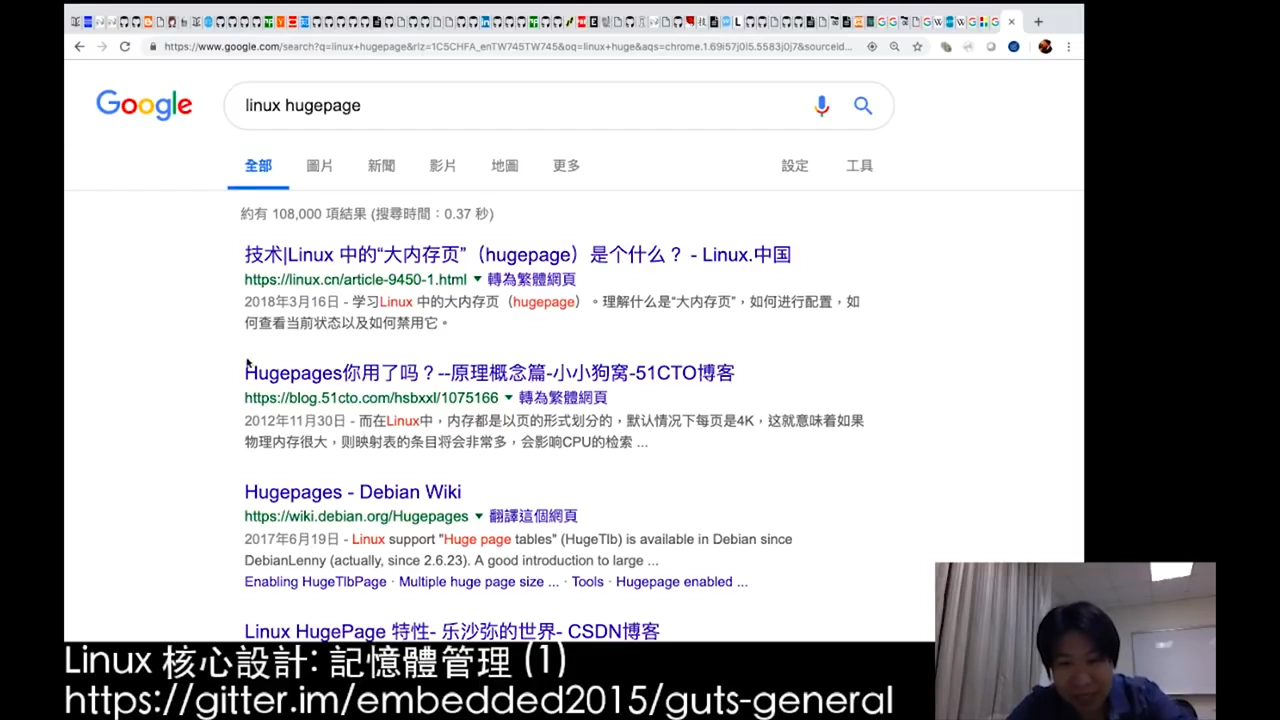 https://www.google.com/search?q=linux+hugepage&rlz=1C5CHFA_enTW745TW745&oq=linux+huge&aqs=chrome.1.69i57j0l5.5583j0j7&sourceid...
Google
linux hugepage
全部 圖片 新聞 影片 地圖 更多 設定 工具
約有 108,000 項結果 (搜尋時間：0.37 秒)
技术|Linux 中的“大内存页”（hugepage）是个什么？ - Linux.中国
https://linux.cn/article-9450-1.html ▼ 轉為繁體網頁
2018年3月16日 - 学习Linux 中的大内存页（hugepage）。理解什么是“大内存页”，如何进行配置，如
何查看当前状态以及如何禁用它。
Hugepages你用了吗？--原理概念篇-小小狗窝-51CTO博客
https://blog.51cto.com/hsbxxl/1075166 ▼ 轉為繁體網頁
2012年11月30日 - 而在Linux中，内存都是以页的形式划分的，默认情况下每页是4K，这就意味着如果
物理内存很大，则映射表的条目将会非常多，会影响CPU的检索 ...
Hugepages - Debian Wiki
https://wiki.debian.org/Hugepages ▼ 翻譯這個網頁
2017年6月19日 - Linux support "Huge page tables" (HugeTlb) is available in Debian since
DebianLenny (actually, since 2.6.23). A good introduction to large ...
Enabling HugeTlbPage · Multiple huge page size ... · Tools · Hugepage enabled ...
Linux HugePage 特性- 乐沙弥的世界- CSDN博客
Linux 核心設計: 記憶體管理 (1)
https://gitter.im/embedded2015/guts-general